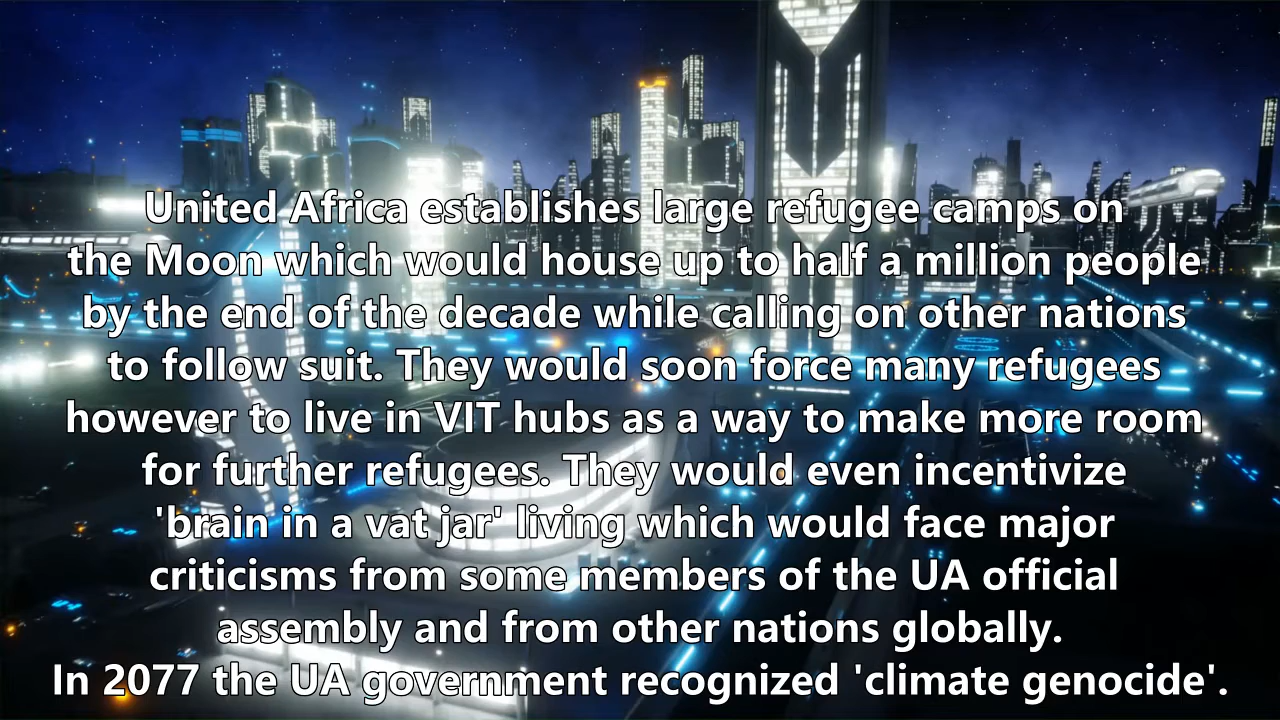 United Africa establishes large refugee camps on
the Moon which would house up to half a million people
by the end of the decade while calling on other nations
to follow suit. They would soon force many refugees
however to live in VIT hubs as a way to make more room
for further refugees. They would even incentivize
'brain in a vat jar' living which would face major
criticisms from some members of the UA official
assembly and from other nations globally.
In 2077 the UA government recognized 'climate genocide'.